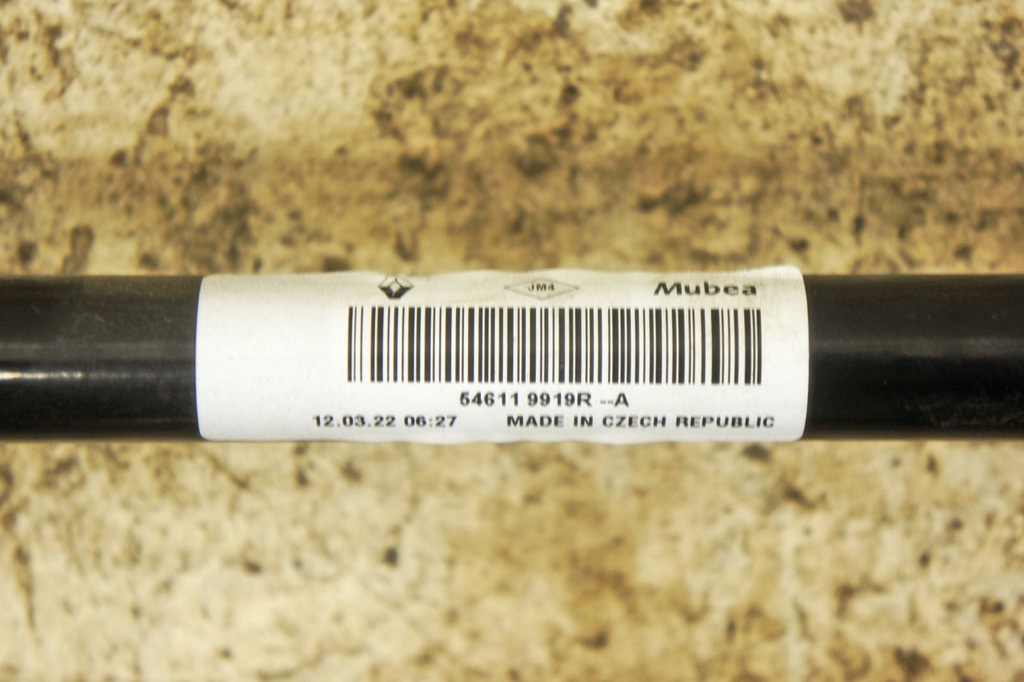 JM4 Mubea
54611 9919R --A
12.03.22 06:27 MADE IN CZECH REPUBLIC